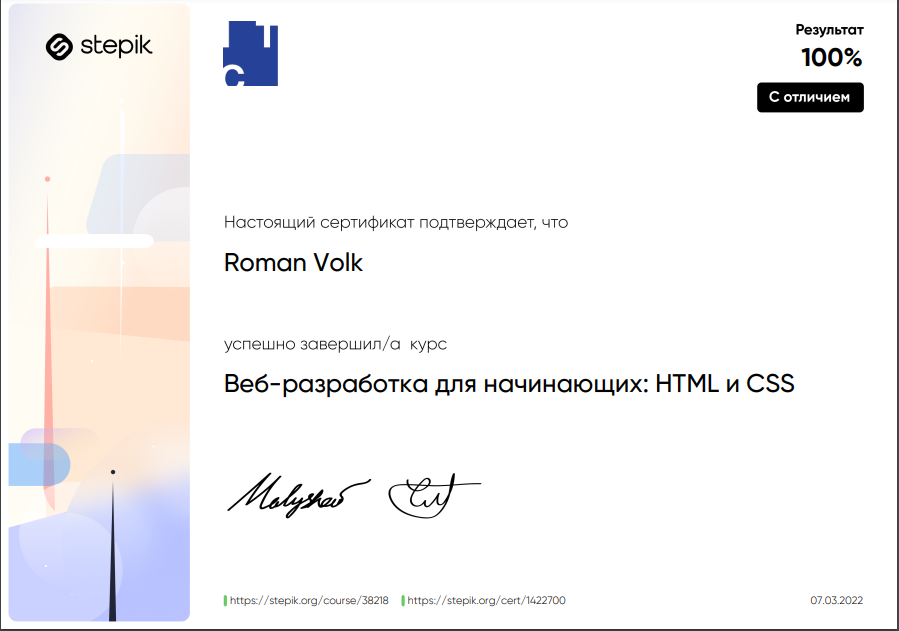 stepik
Результат
100%
С отличием
Настоящий сертификат подтверждает, что
Roman Volk
успешно завершил/а курс
Веб-разработка для начинающих: HTML и CSS
Malyshev
https://stepik.org/course/38218 https://stepik.org/cert/1422700
07.03.2022